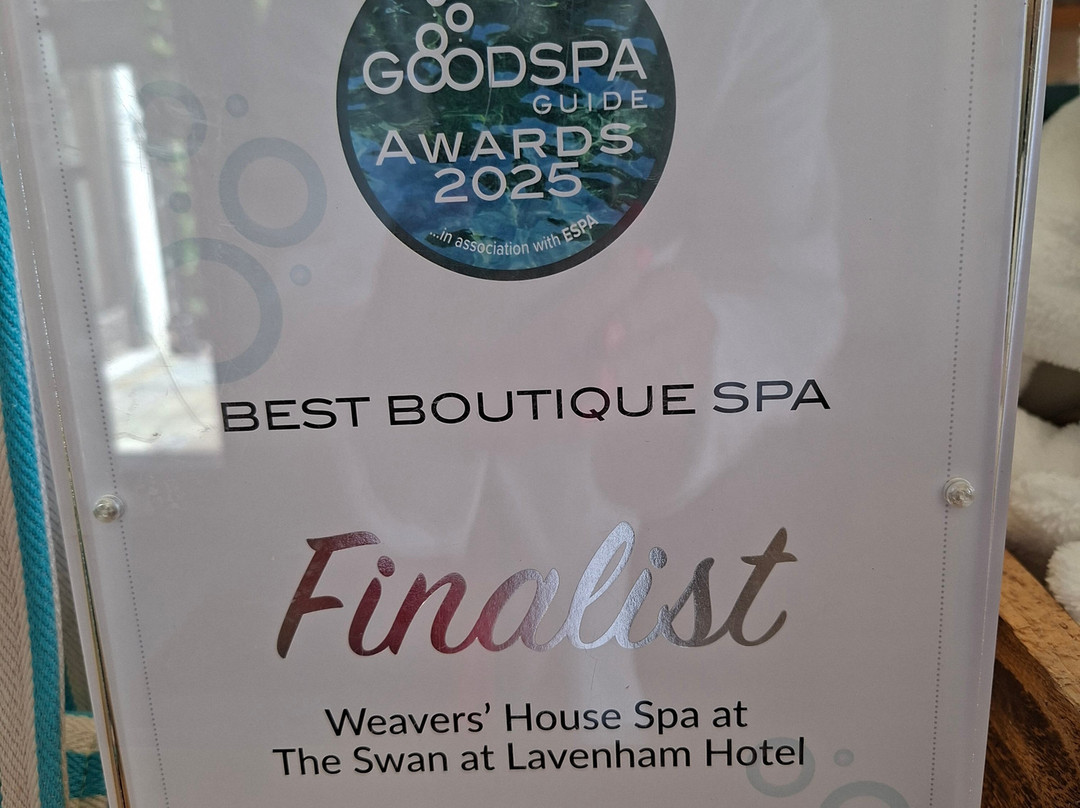 GOODSPA
GUIDE
AWARDS
2025
...in association with ESPA
BEST BOUTIQUE SPA
Finalist
Weavers’ House Spa at
The Swan at Lavenham Hotel